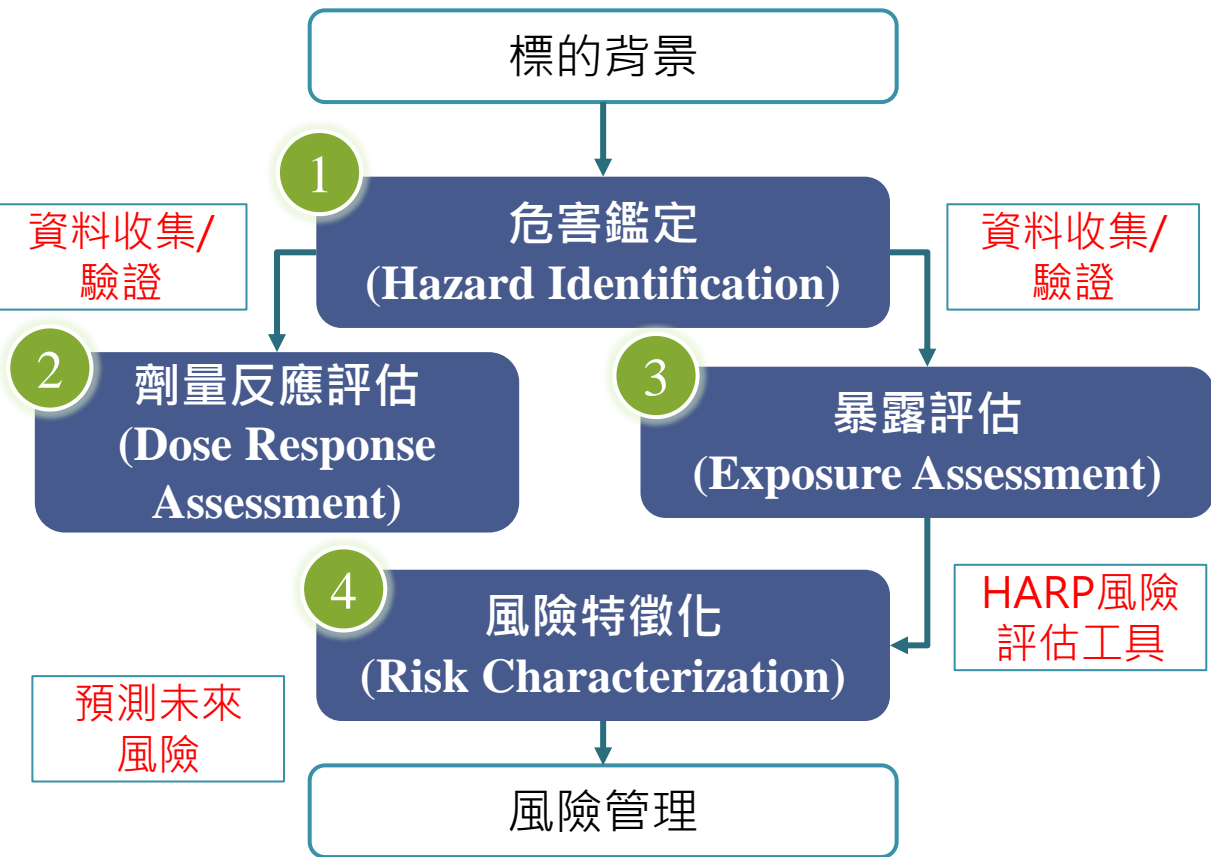 標的背景
1
危害鑑定
(Hazard Identification)
資料收集/
驗證
資料收集/
驗證
2
劑量反應評估
(Dose Response
Assessment)
3
暴露評估
(Exposure Assessment)
4
風險特徵化
(Risk Characterization)
HARP風險
評估工具
預測未來
風險
風險管理